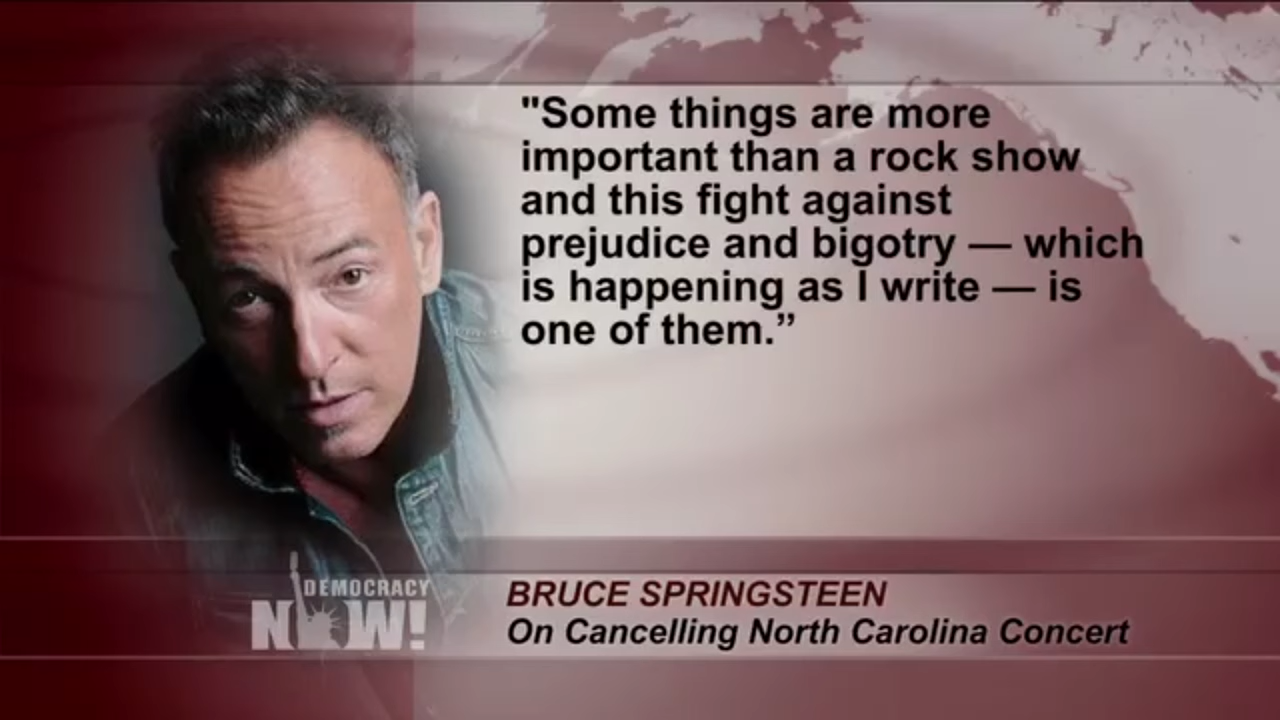 "Some things are more
important than a rock show
and this fight against
prejudice and bigotry — which
is happening as I write — is
one of them.”
DEMOCRACY
NOW!
BRUCE SPRINGSTEEN
On Cancelling North Carolina Concert